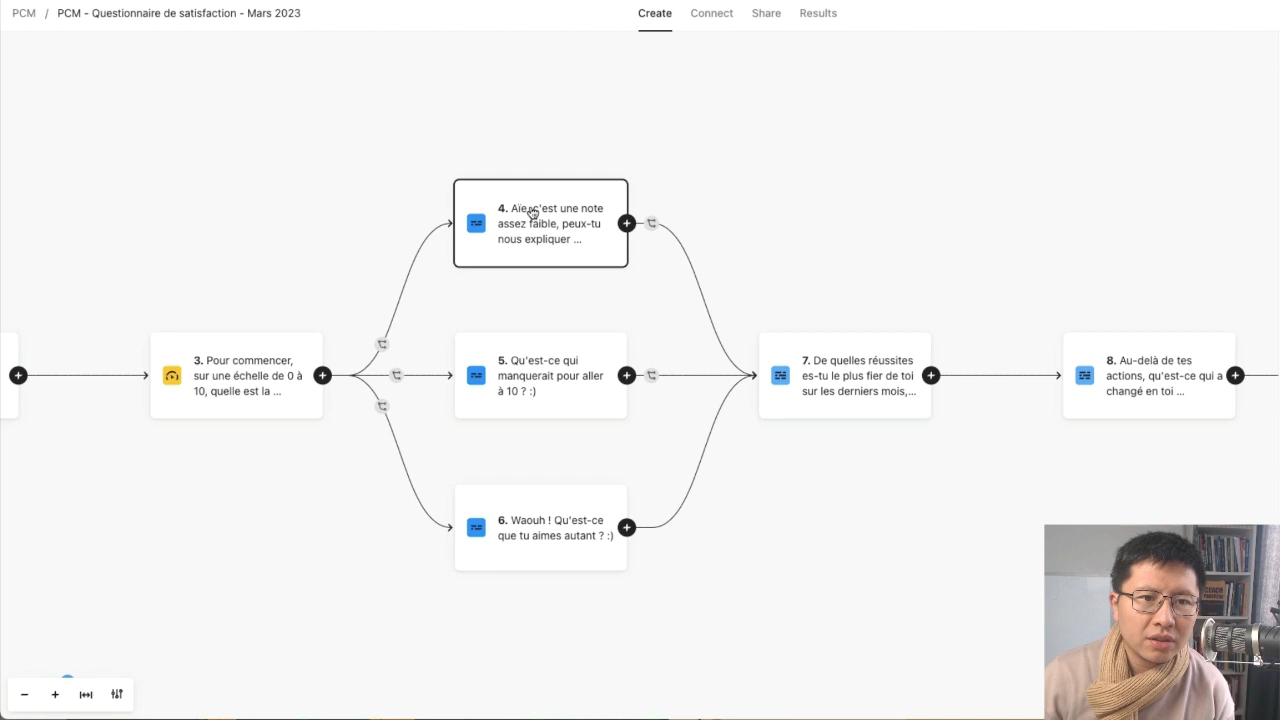 PCM / PCM - Questionnaire de satisfaction - Mars 2023
Create Connect Share Results
4. Aïe, c'est une note
assez faible, peux-tu
nous expliquer ...
3. Pour commencer,
sur une échelle de 0 à
10, quelle est la ...
5. Qu'est-ce qui
manquerait pour aller
à 10 ? :)
7. De quelles réussites
es-tu le plus fier de toi
sur les derniers mois,...
8. Au-delà de tes
actions, qu'est-ce qui a
changé en toi ...
6. Waouh ! Qu'est-ce
que tu aimes autant ? :)
COACH